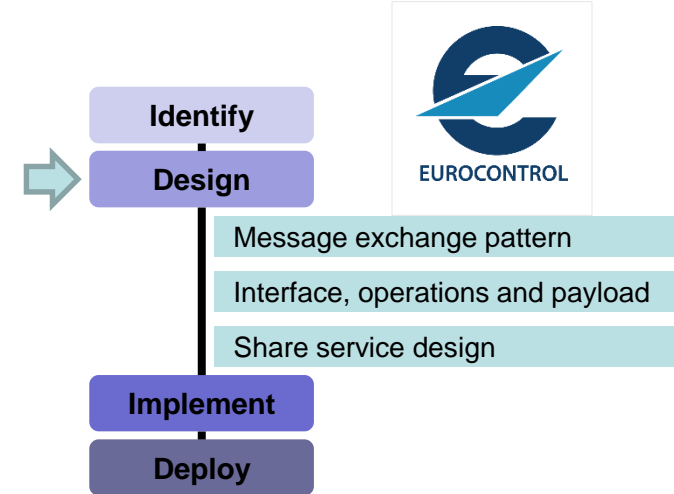 Identify
EUROCONTROL
Design
Message exchange pattern
Interface, operations and payload
Share service design
Implement
Deploy